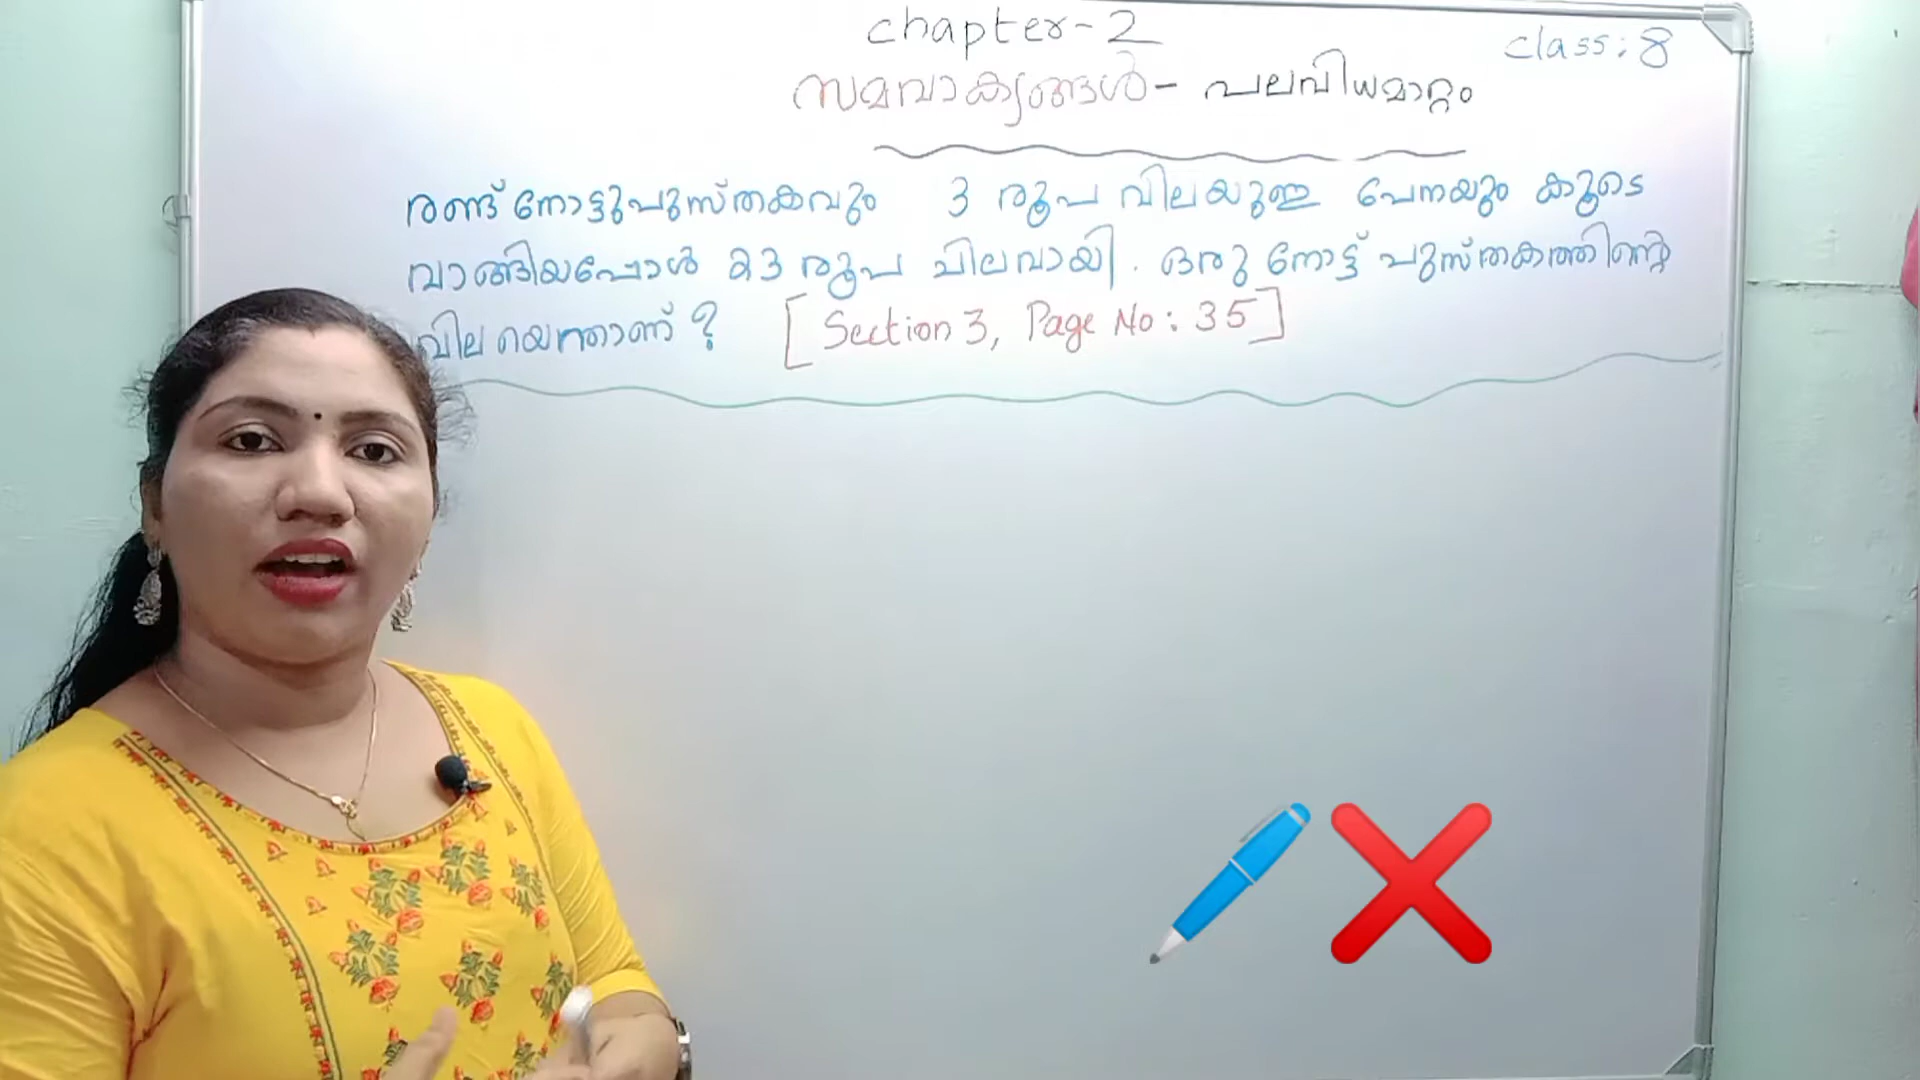 chapter-2
class: 8
സമവാക്യങ്ങൾ - പലവിധമാറ്റം
രണ്ട് നോട്ടുപുസ്തകവും 3 രൂപ വിലയുള്ള പേനയും കൂടെ
വാങ്ങിയപ്പോൾ 23 രൂപ ചിലവായി. ഒരു നോട്ട് പുസ്തകത്തിന്റെ
വില യെന്താണ് ? [Section 3, Page No: 35]